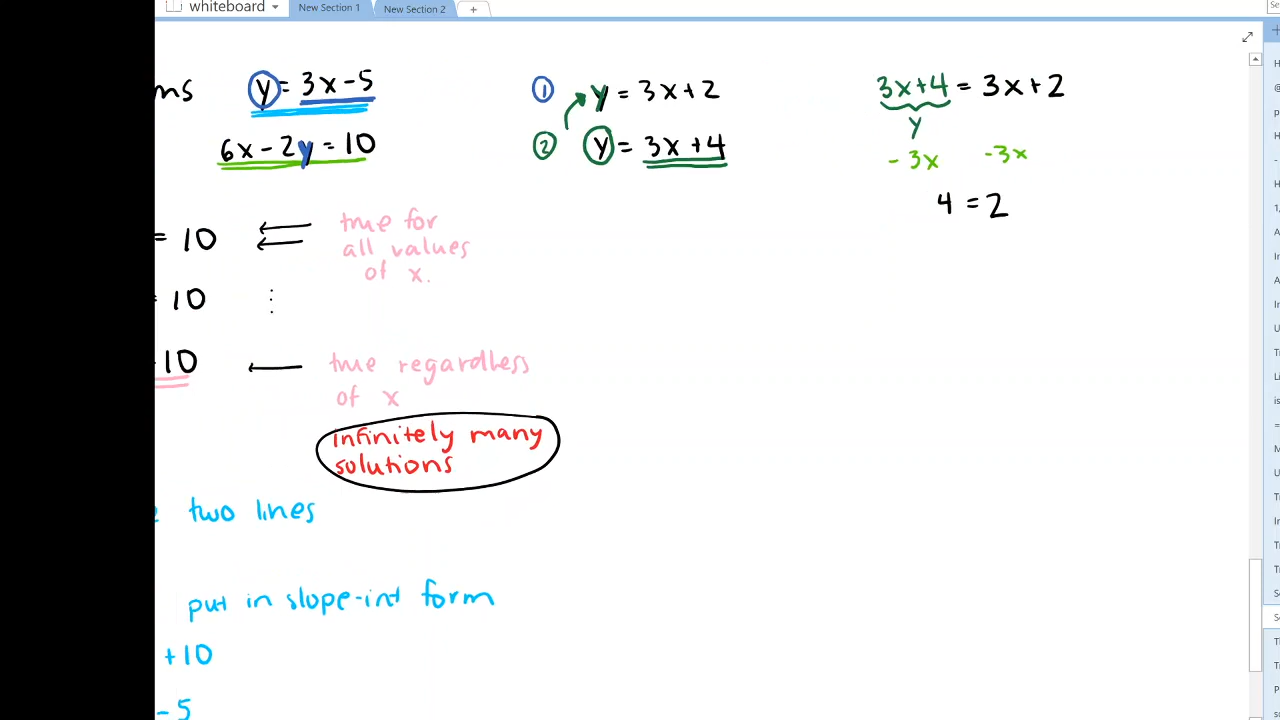 whiteboard
New Section 1
New Section 2
+
ms
y = 3x - 5
6x - 2y = 10
= 10
true for
all values
of x.
= 10
⋮
10
true regardless
of x
infinitely many
solutions
two lines
put in slope-int form
+ 10
- 5
① y = 3x + 2
② y = 3x + 4
3x + 4 = 3x + 2
y
- 3x - 3x
4 = 2